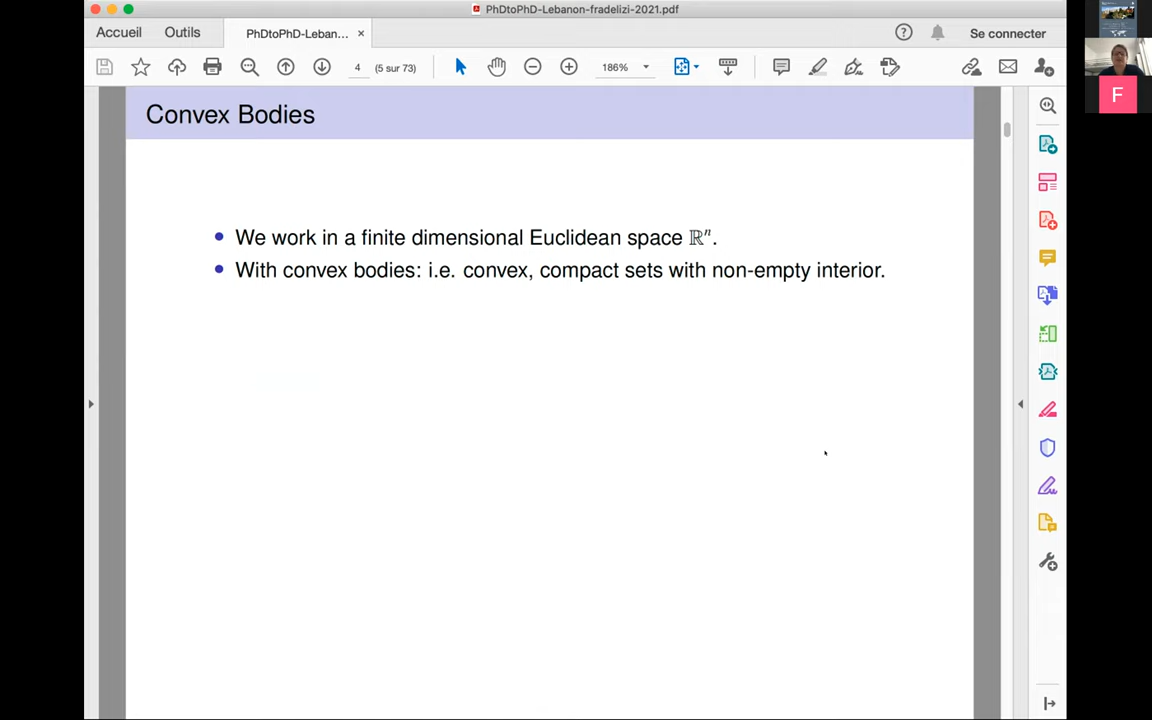 PhDtoPhD-Lebanon-fradelizi-2021.pdf
Accueil Outils PhDtoPhD-Leban... ×
Se connecter
4 (5 sur 73) 186%
F
Convex Bodies
• We work in a finite dimensional Euclidean space ℝⁿ.
• With convex bodies: i.e. convex, compact sets with non-empty interior.